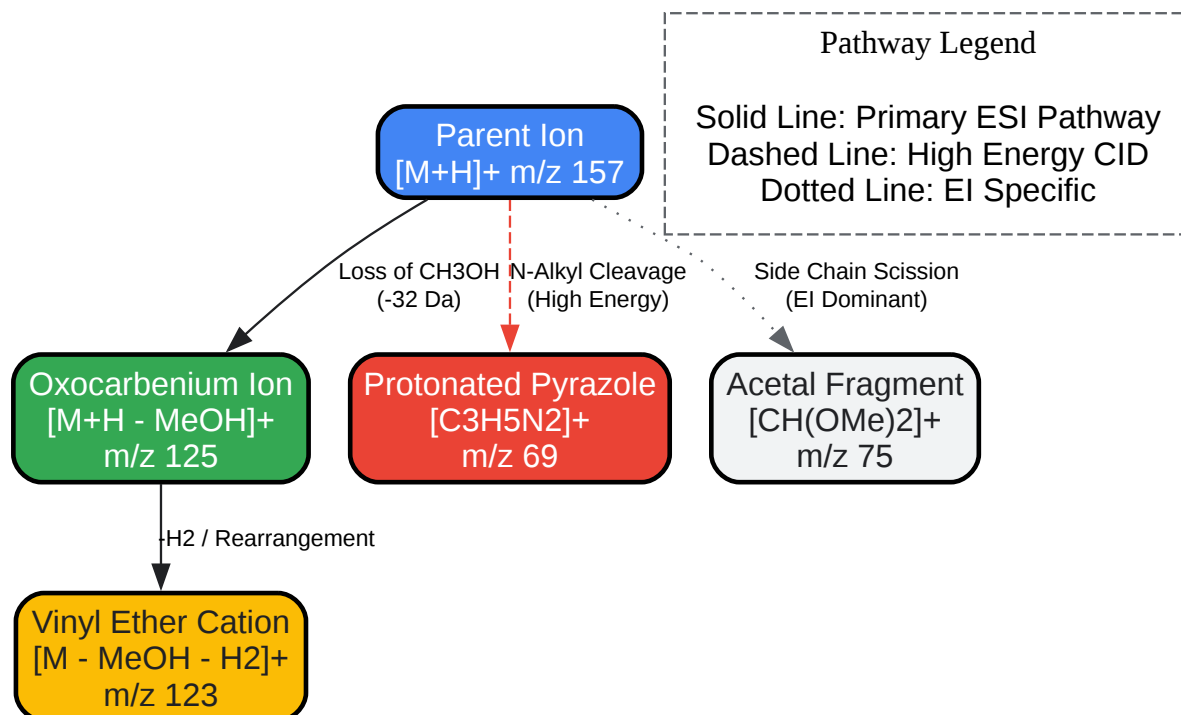 Pathway Legend
Solid Line: Primary ESI Pathway
Dashed Line: High Energy CID
Dotted Line: EI Specific
Parent Ion
[M+H]+ m/z 157
Loss of CH3OH
(-32 Da)
N-Alkyl Cleavage
(High Energy)
Side Chain Scission
(EI Dominant)
Oxocarbenium Ion
[M+H - MeOH]+
m/z 125
Protonated Pyrazole
[C3H5N2]+
m/z 69
Acetal Fragment
[CH(OMe)2]+
m/z 75
-H2 / Rearrangement
Vinyl Ether Cation
[M - MeOH - H2]+
m/z 123